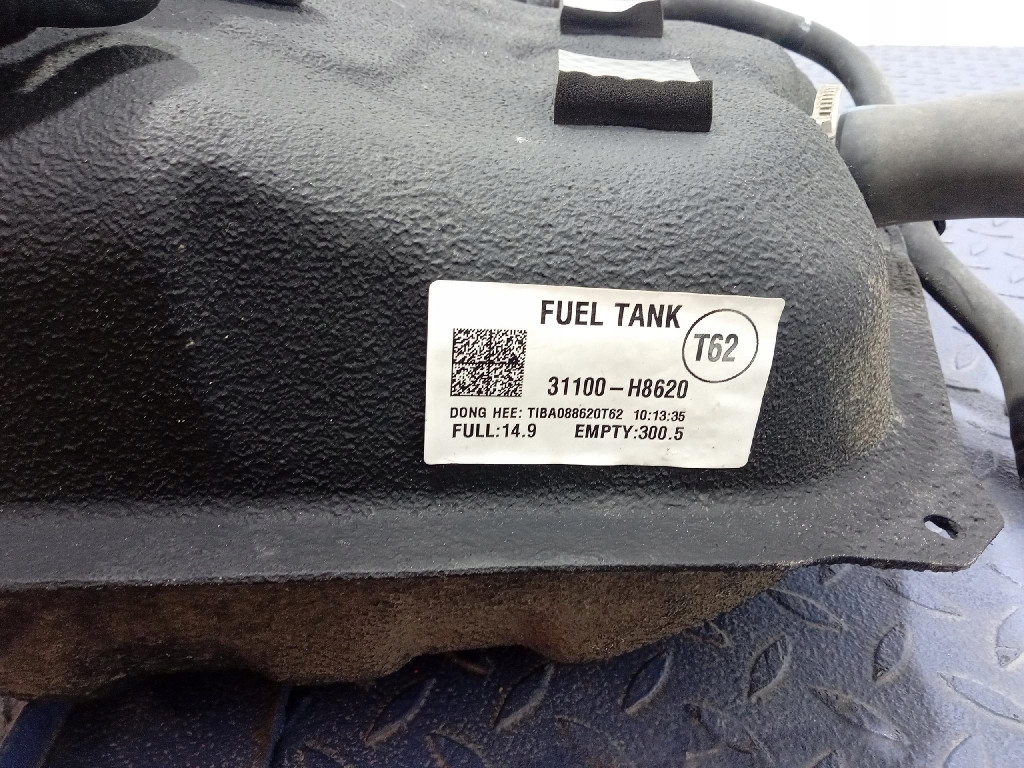 FUEL TANK
T62
31100-H8620
DONG HEE: TIBA088620T62 10:13:35
FULL:14.9 EMPTY:300.5